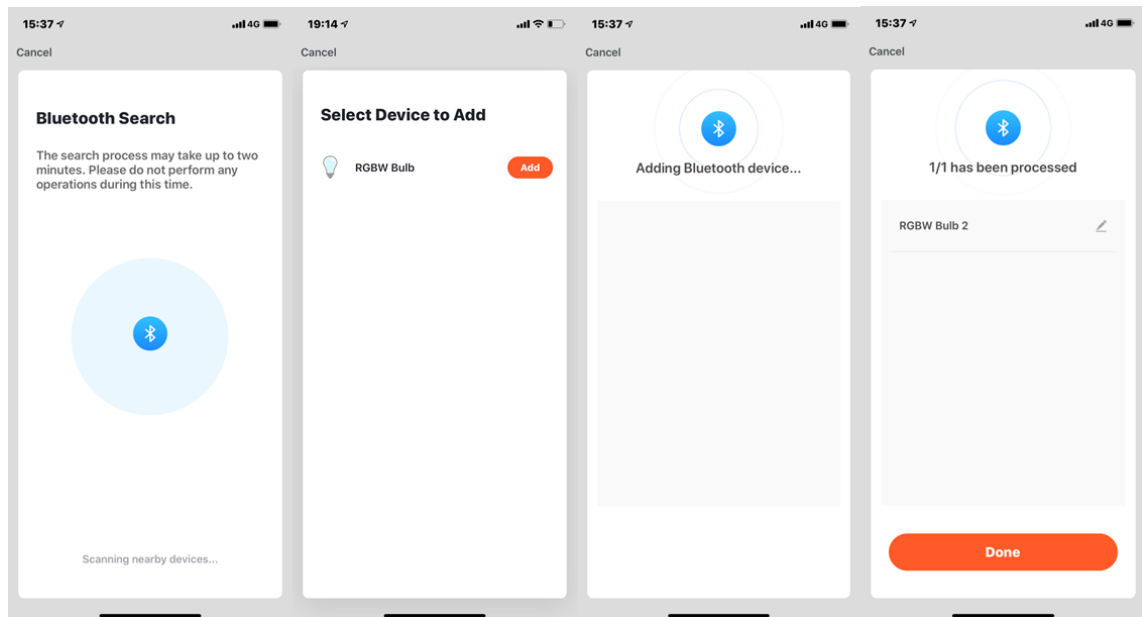 15:37
4G
Cancel
Bluetooth Search
The search process may take up to two
minutes. Please do not perform any
operations during this time.
Scanning nearby devices...
19:14
Cancel
Select Device to Add
RGBW Bulb
Add
15:37
4G
Cancel
Adding Bluetooth device...
15:37
4G
Cancel
1/1 has been processed
RGBW Bulb 2
Done